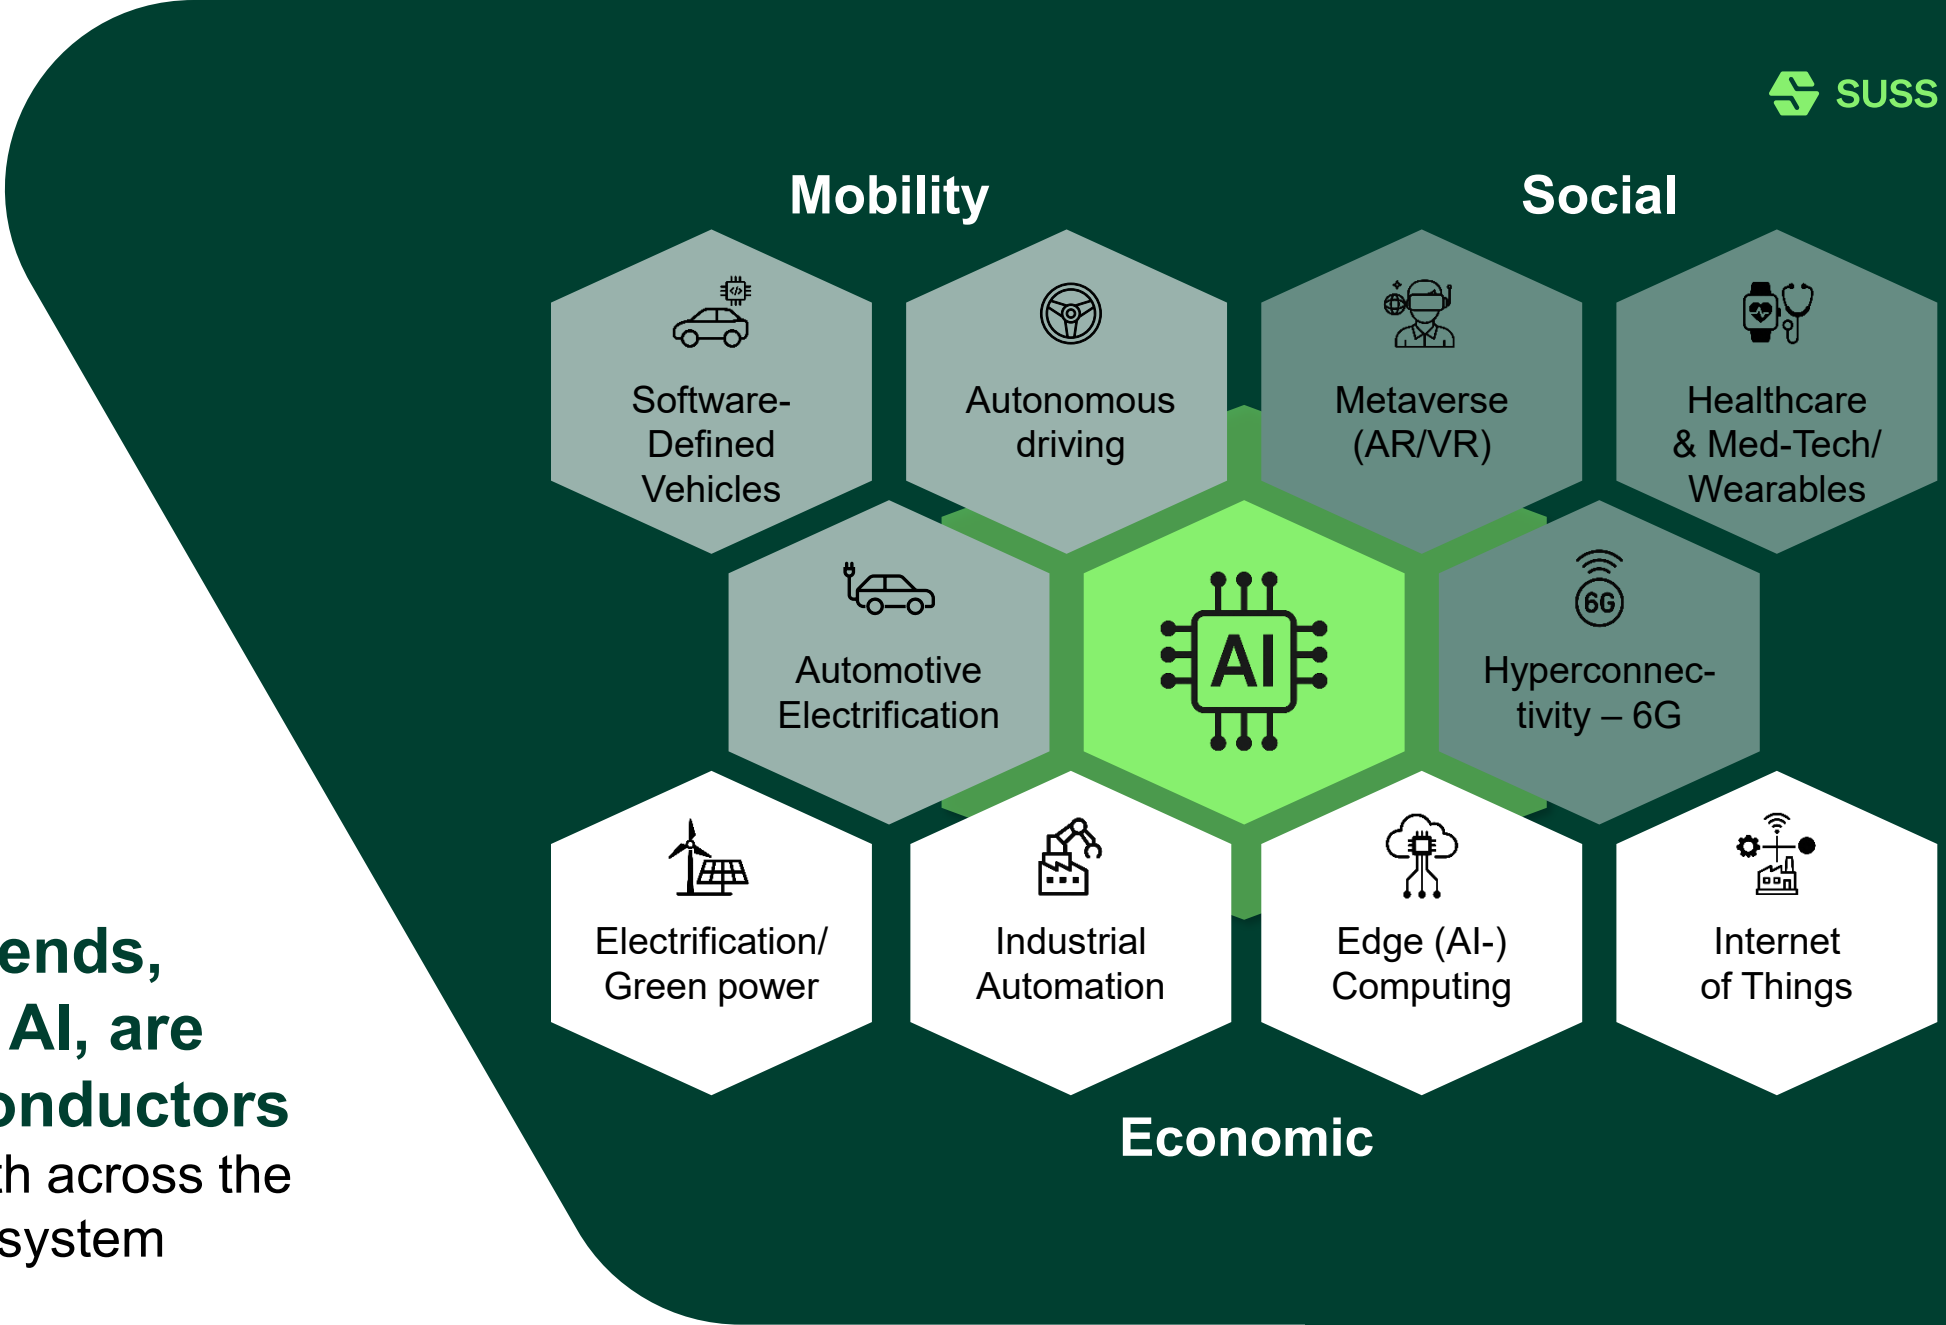 SUSS
Mobility
Social
Software-
Defined
Vehicles
Autonomous
driving
Metaverse
(AR/VR)
Healthcare
& Med-Tech/
Wearables
Automotive
Electrification
AI
6G
Hyperconnec-
tivity – 6G
Electrification/
Green power
Industrial
Automation
Edge (AI-)
Computing
Internet
of Things
Economic
ends,
AI, are
onductors
th across the
system